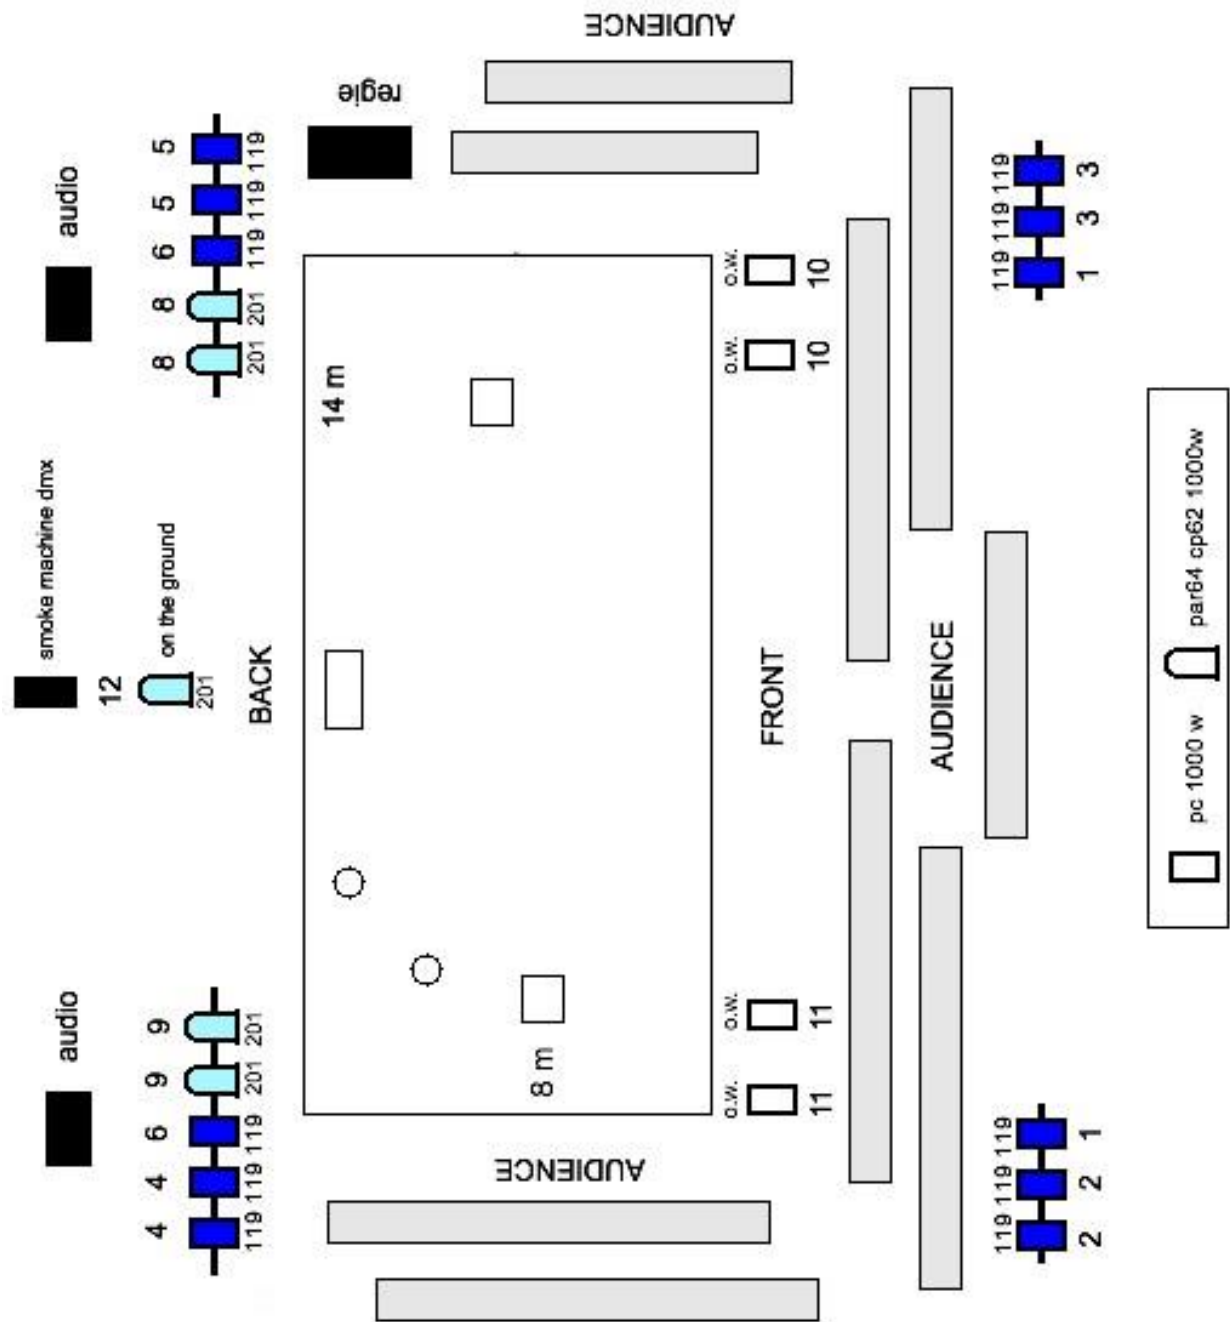 smoke machine dmx
audio
audio
12
on the ground
4 4 6 9 9
8 8 6 5 5
201
119 119 119 201 201
BACK
201 201 119 119 119
14 m
regie
8 m
AUDIENCE
AUDIENCE
o.w. o.w.
o.w. o.w.
FRONT
11 11
10 10
AUDIENCE
119 119 119
119 119 119
2 2 1
1 3 3
pc 1000 w
par64 cp62 1000w